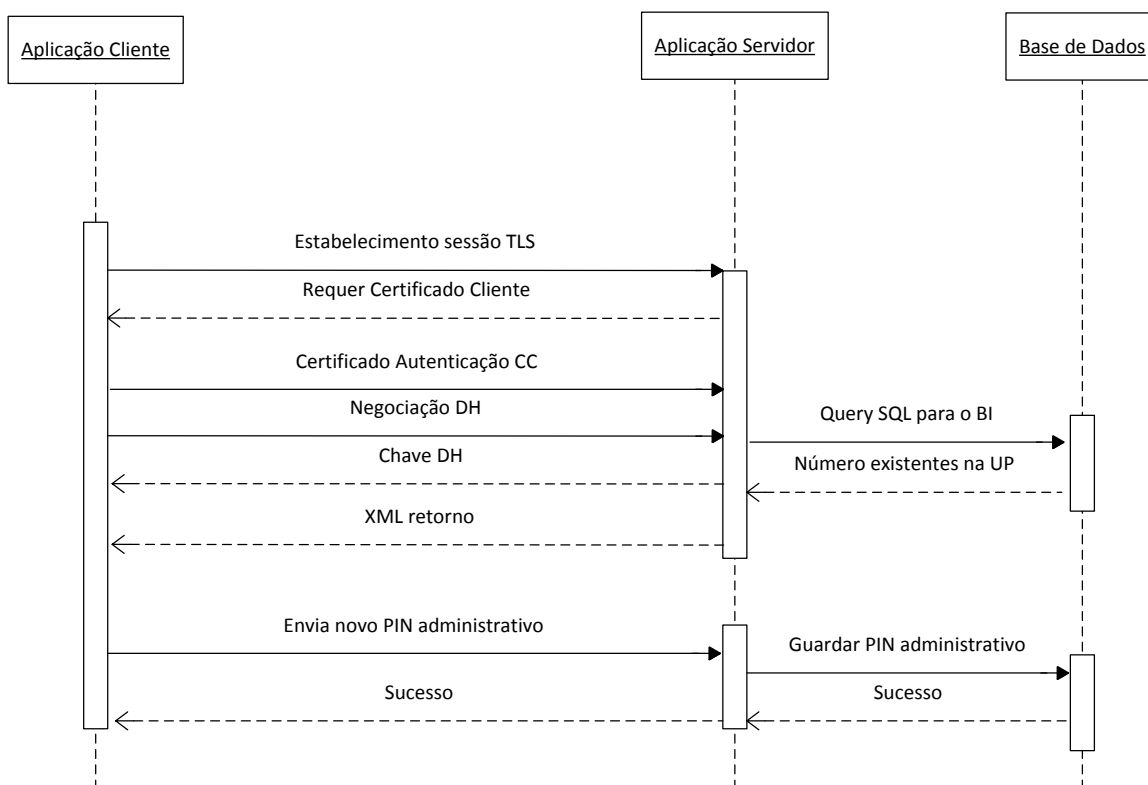 Aplicação Cliente
Aplicação Servidor
Base de Dados
Estabelecimento sessão TLS
Requer Certificado Cliente
Certificado Autenticação CC
Negociação DH
Query SQL para o BI
Chave DH
Número existentes na UP
XML retorno
Envia novo PIN administrativo
Guardar PIN administrativo
Sucesso
Sucesso